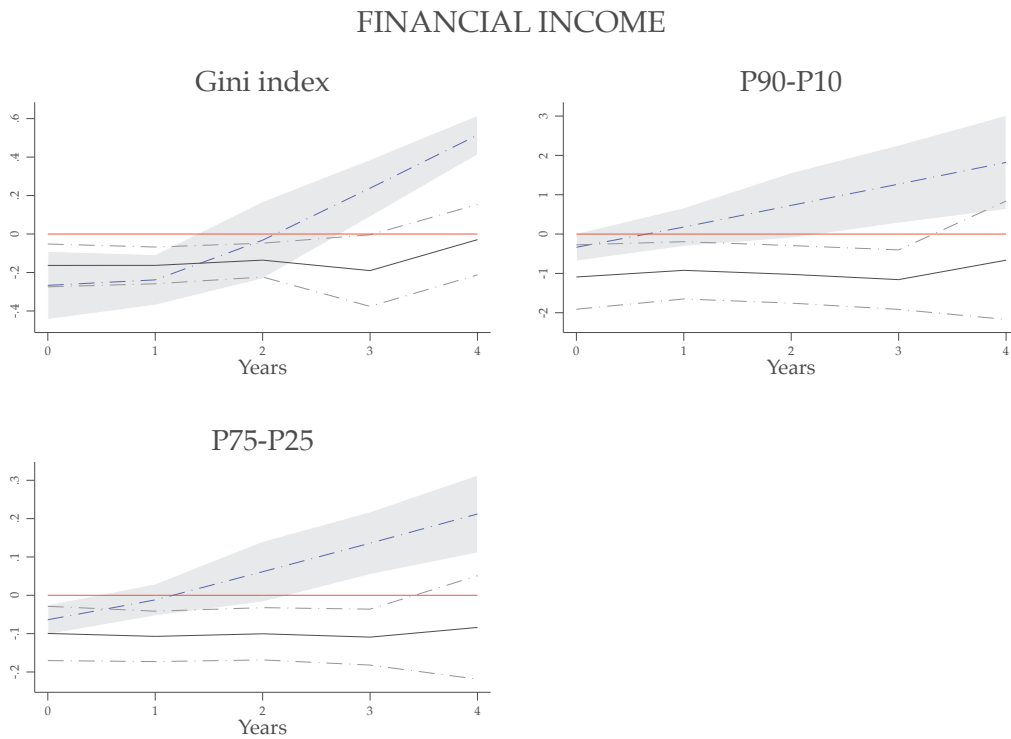 FINANCIAL INCOME
Gini index
.6
.4
.2
0
-.2
-.4
0 1 2 3 4
Years
P90-P10
3
2
1
0
-1
-2
0 1 2 3 4
Years
P75-P25
.3
.2
.1
0
-.1
-.2
0 1 2 3 4
Years